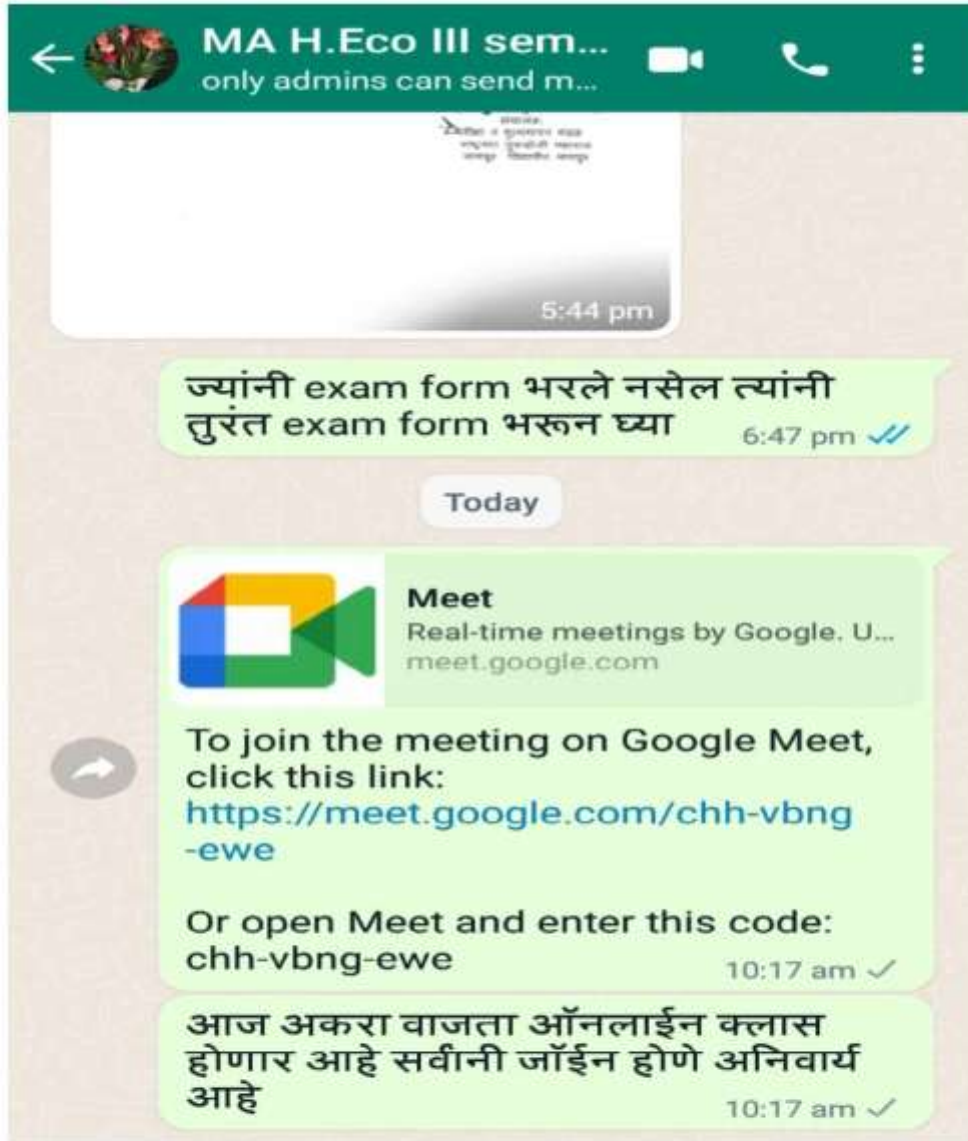 MA H.Eco III sem...
only admins can send m...
5:44 pm
ज्यांनी exam form भरले नसेल त्यांनी
तुरंत exam form भरून घ्या
6:47 pm
Today
Meet
Real-time meetings by Google. U...
meet.google.com
To join the meeting on Google Meet,
click this link:
https://meet.google.com/chh-vbng
-ewe
Or open Meet and enter this code:
chh-vbng-ewe
10:17 am
आज अकरा वाजता ऑनलाईन क्लास
होणार आहे सर्वांनी जॉईन होणे अनिवार्य
आहे
10:17 am